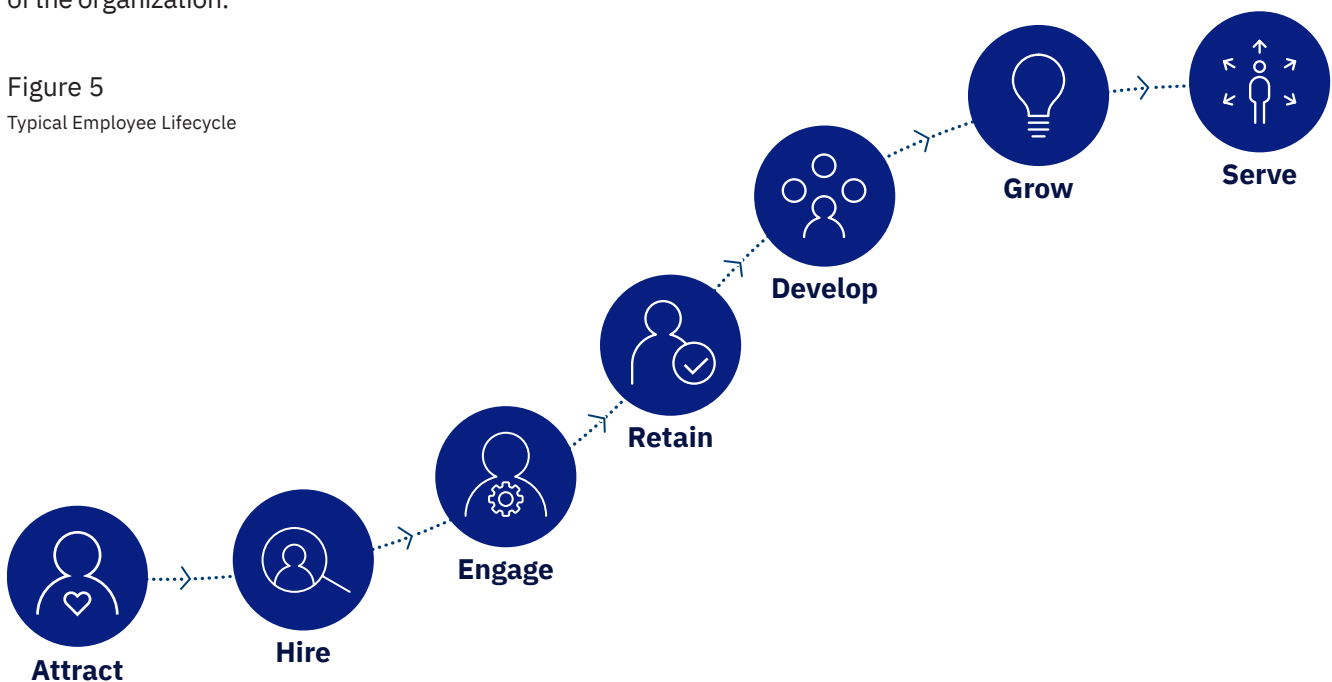 of the organization.
Figure 5
Typical Employee Lifecycle
Attract
Hire
Engage
Retain
Develop
Grow
Serve